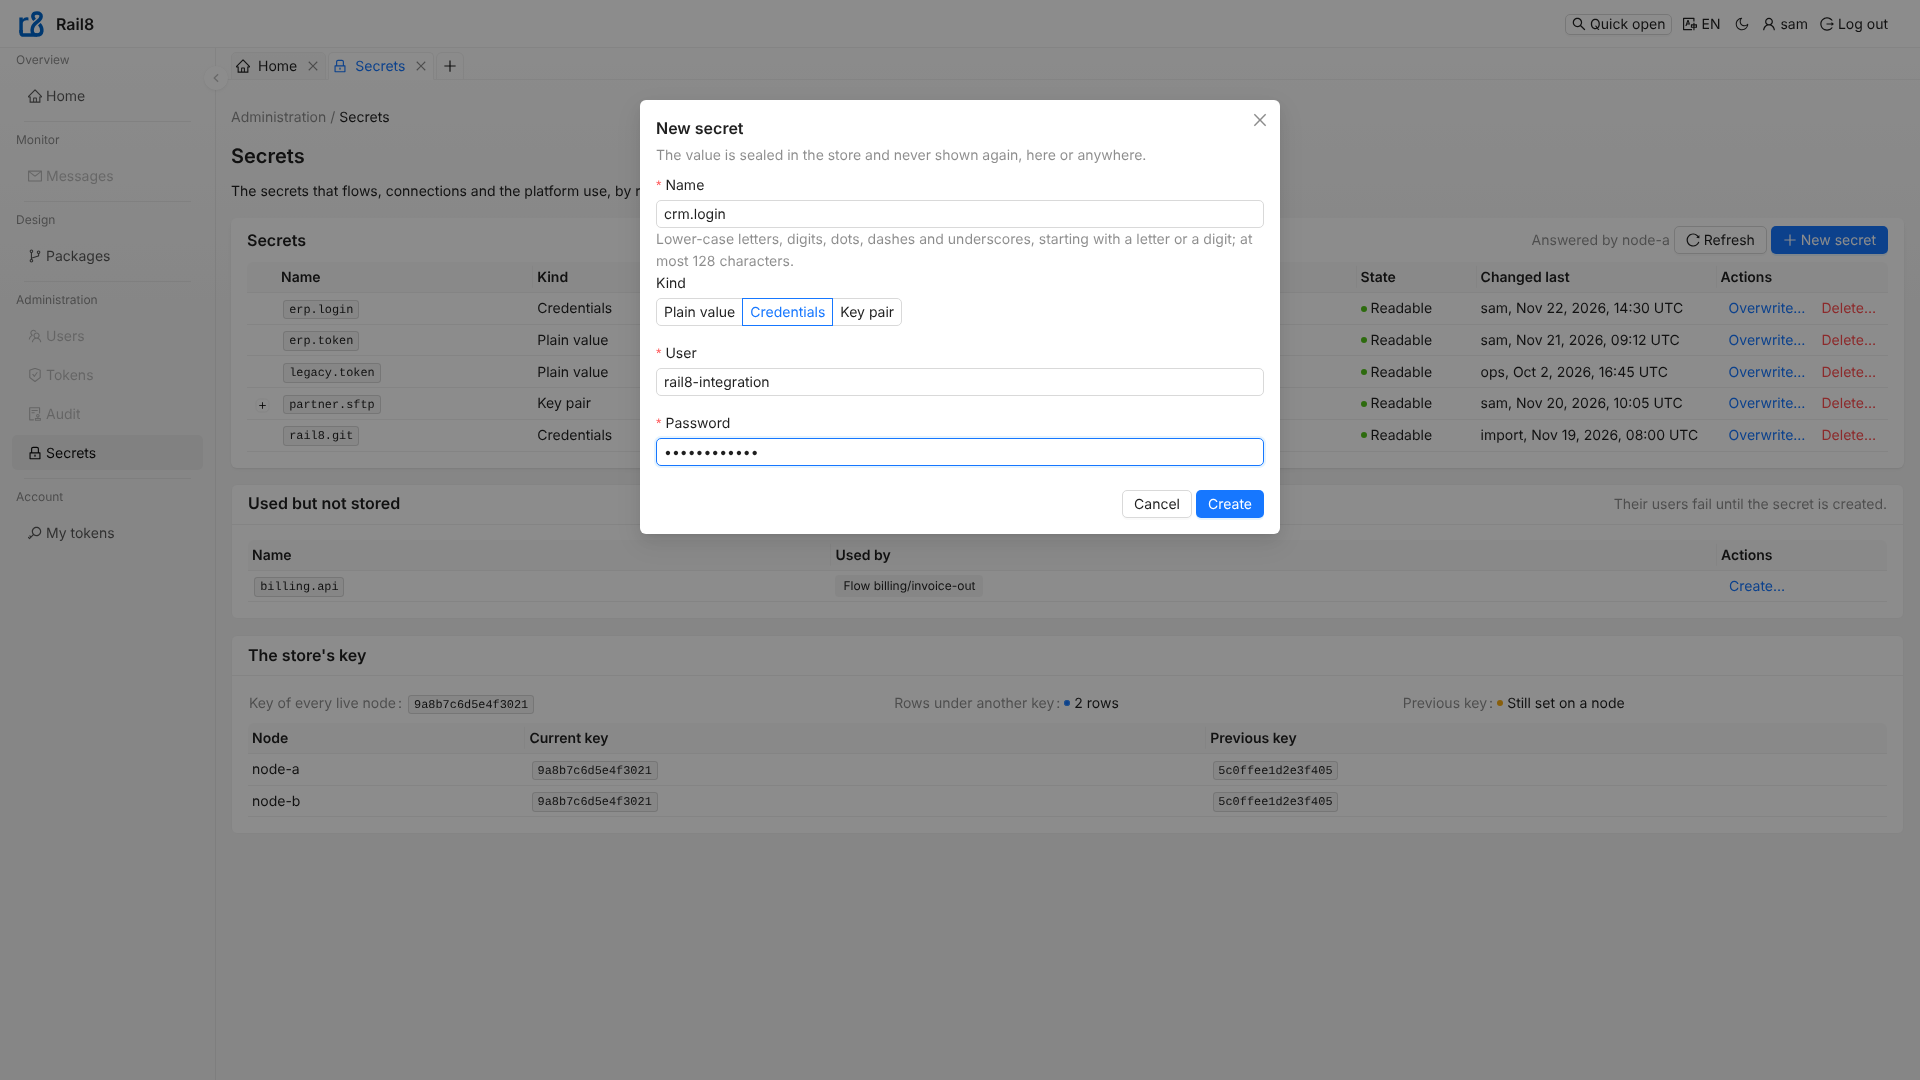 Rail8
Quick open
EN
sam
Log out
Overview
Home
Monitor
Messages
Design
Packages
Administration
Users
Tokens
Audit
Secrets
Account
My tokens
Home
Secrets
Administration / Secrets
Secrets
The secrets that flows, connections and the platform use, by
Secrets
Answered by node-a
Refresh
New secret
Name Kind State Changed last Actions
erp.login Credentials Readable sam, Nov 22, 2026, 14:30 UTC Overwrite... Delete...
erp.token Plain value Readable sam, Nov 21, 2026, 09:12 UTC Overwrite... Delete...
legacy.token Plain value Readable ops, Oct 2, 2026, 16:45 UTC Overwrite... Delete...
partner.sftp Key pair Readable sam, Nov 20, 2026, 10:05 UTC Overwrite... Delete...
rail8.git Credentials Readable import, Nov 19, 2026, 08:00 UTC Overwrite... Delete...
New secret
The value is sealed in the store and never shown again, here or anywhere.
* Name
crm.login
Lower-case letters, digits, dots, dashes and underscores, starting with a letter or a digit; at
most 128 characters.
Kind
Plain value Credentials Key pair
* User
rail8-integration
* Password
••••••••••••
Cancel Create
Used but not stored
Their users fail until the secret is created.
Name Used by Actions
billing.api Flow billing/invoice-out Create...
The store's key
Key of every live node: 9a8b7c6d5e4f3021 Rows under another key: 2 rows Previous key: Still set on a node
Node Current key Previous key
node-a 9a8b7c6d5e4f3021 5c0ffee1d2e3f405
node-b 9a8b7c6d5e4f3021 5c0ffee1d2e3f405